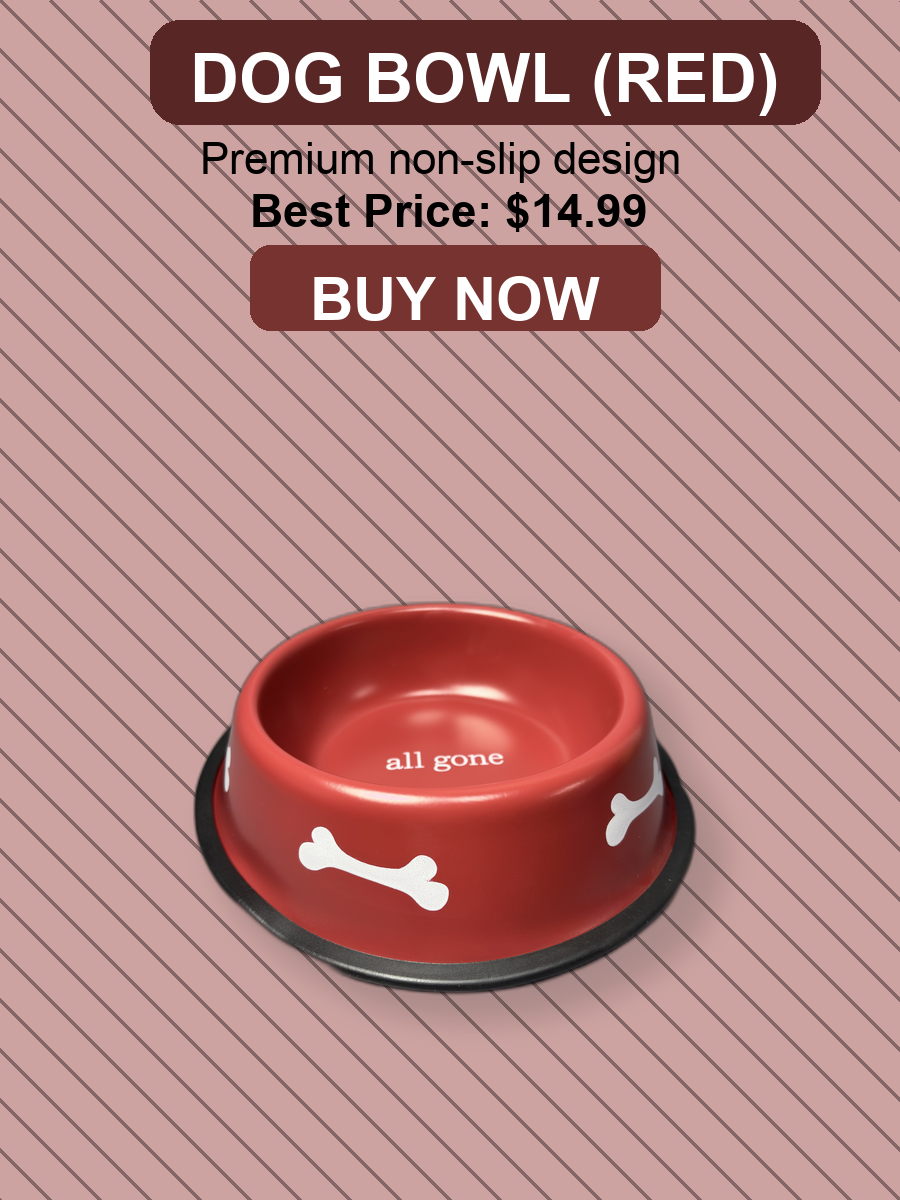 DOG BOWL (RED)
Premium non-slip design
Best Price: $14.99
BUY NOW
all gone